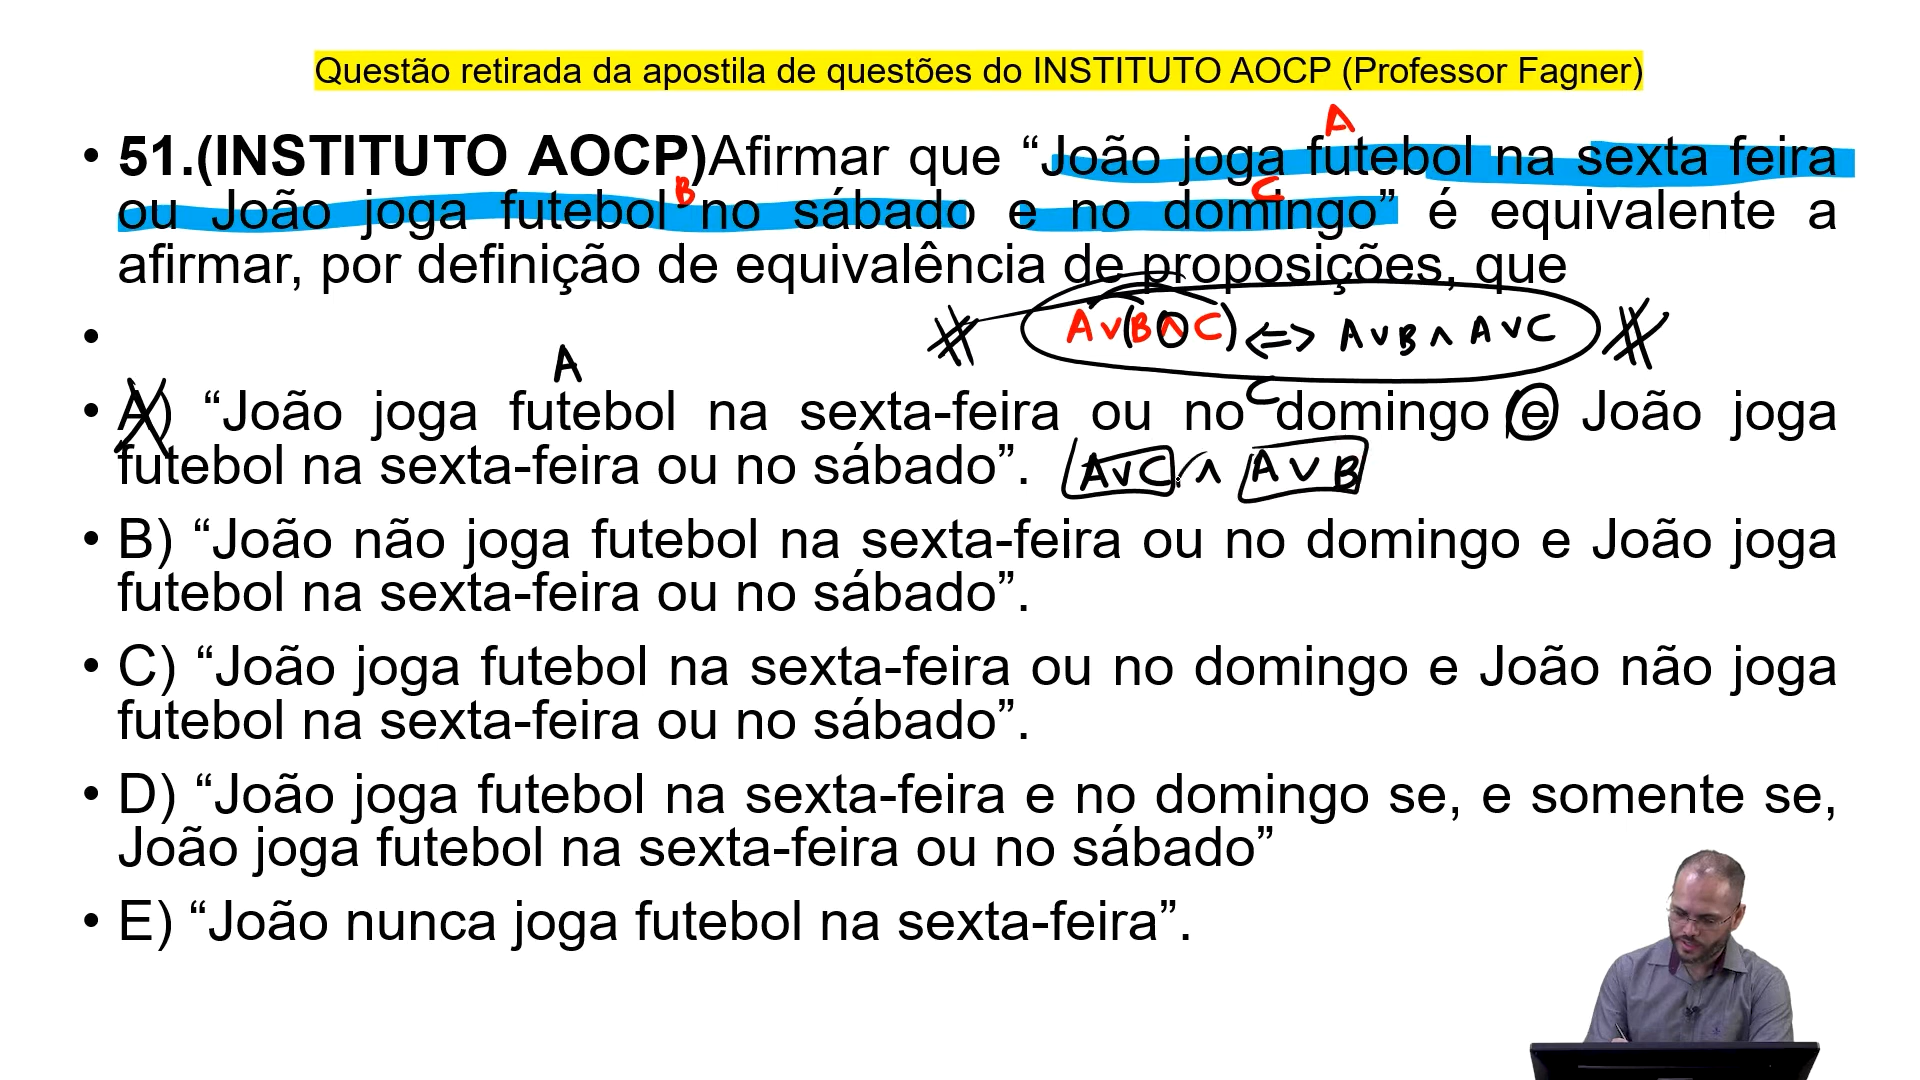 Questão retirada da apostila de questões do INSTITUTO AOCP (Professor Fagner)
A
• 51.(INSTITUTO AOCP)Afirmar que “João joga futebol na sexta feira
B C
ou João joga futebol no sábado e no domingo” é equivalente a
afirmar, por definição de equivalência de proposições, que
•
A∨(B∧C) <=> A∨B ∧ A∨C
A
C
• A) “João joga futebol na sexta-feira ou no domingo e João joga
futebol na sexta-feira ou no sábado”. A∨C ∧ A∨B
• B) “João não joga futebol na sexta-feira ou no domingo e João joga
futebol na sexta-feira ou no sábado”.
• C) “João joga futebol na sexta-feira ou no domingo e João não joga
futebol na sexta-feira ou no sábado”.
• D) “João joga futebol na sexta-feira e no domingo se, e somente se,
João joga futebol na sexta-feira ou no sábado”
• E) “João nunca joga futebol na sexta-feira”.